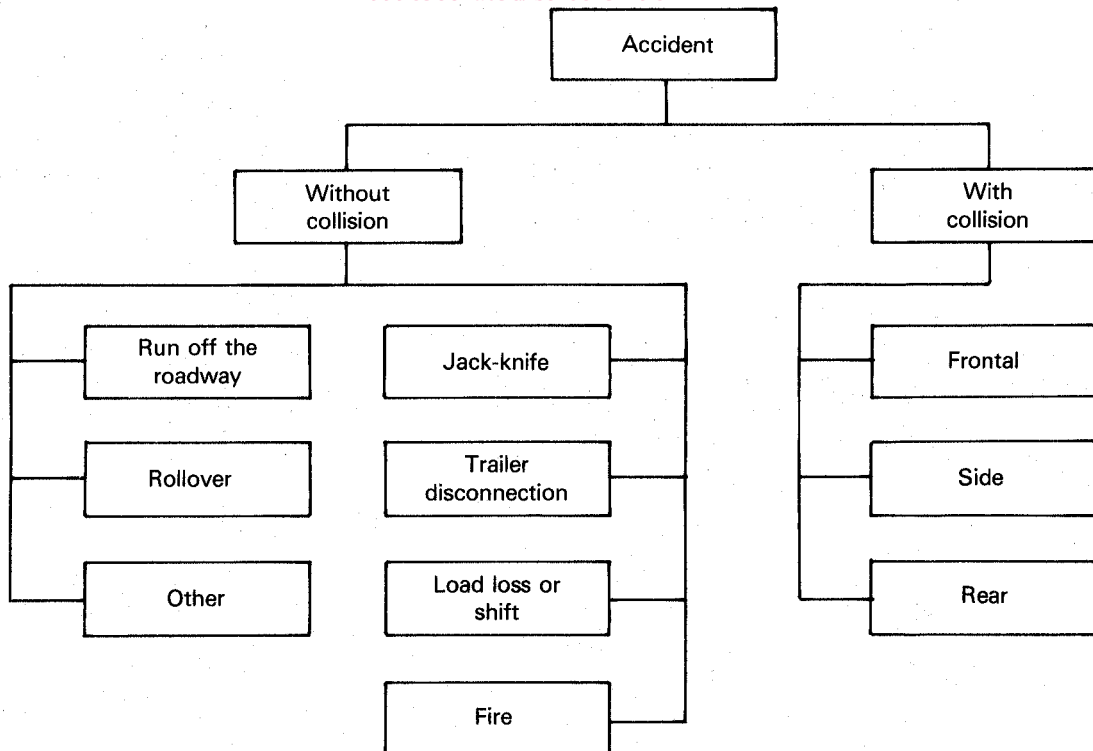 Accident
Without
collision
With
collision
Run off the
roadway
Jack-knife
Frontal
Rollover
Trailer
disconnection
Side
Other
Load loss or
shift
Rear
Fire